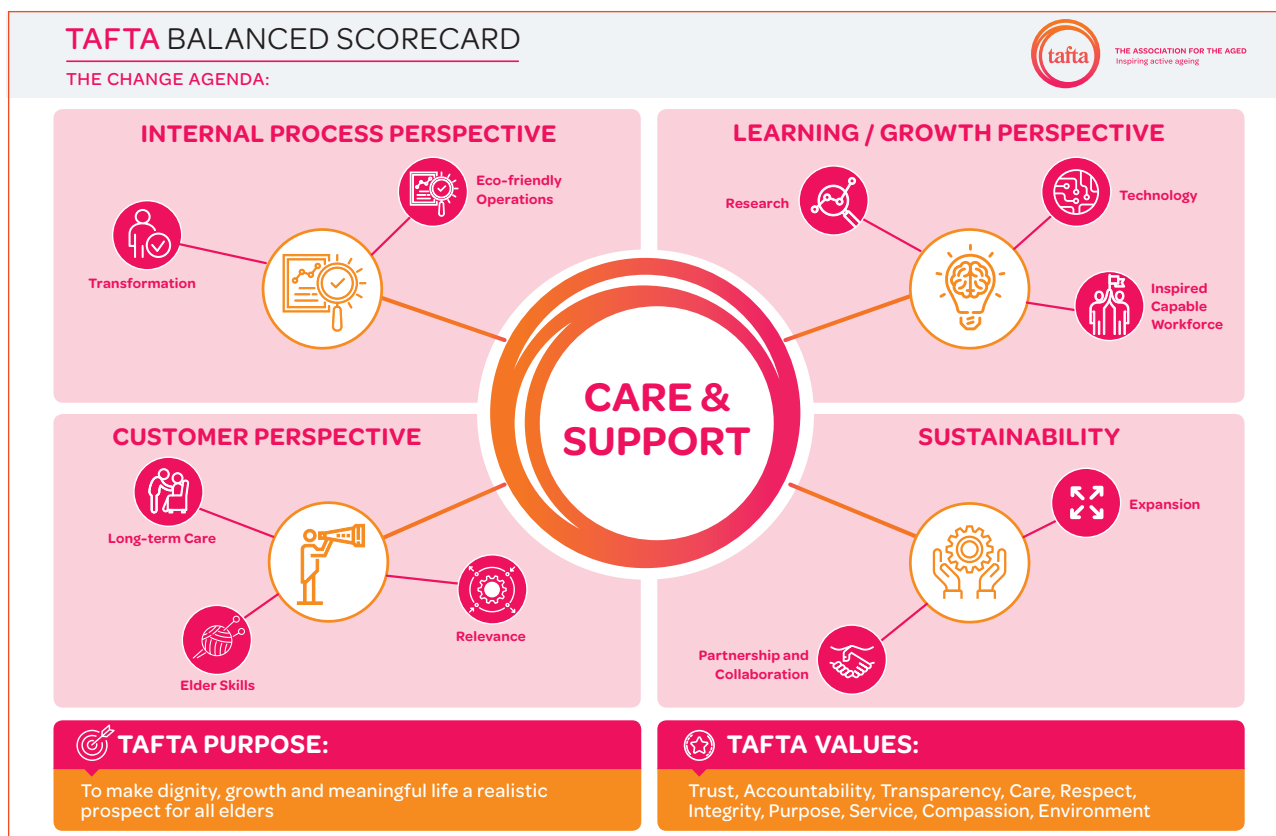 TAFTA BALANCED SCORECARD
THE CHANGE AGENDA:
tafta
THE ASSOCIATION FOR THE AGED
Inspiring active ageing
INTERNAL PROCESS PERSPECTIVE
Eco-friendly
Operations
Transformation
LEARNING / GROWTH PERSPECTIVE
Research
Technology
Inspired
Capable
Workforce
CARE &
SUPPORT
CUSTOMER PERSPECTIVE
Long-term Care
Relevance
Elder Skills
SUSTAINABILITY
Expansion
Partnership and
Collaboration
TAFTA PURPOSE:
To make dignity, growth and meaningful life a realistic
prospect for all elders
TAFTA VALUES:
Trust, Accountability, Transparency, Care, Respect,
Integrity, Purpose, Service, Compassion, Environment